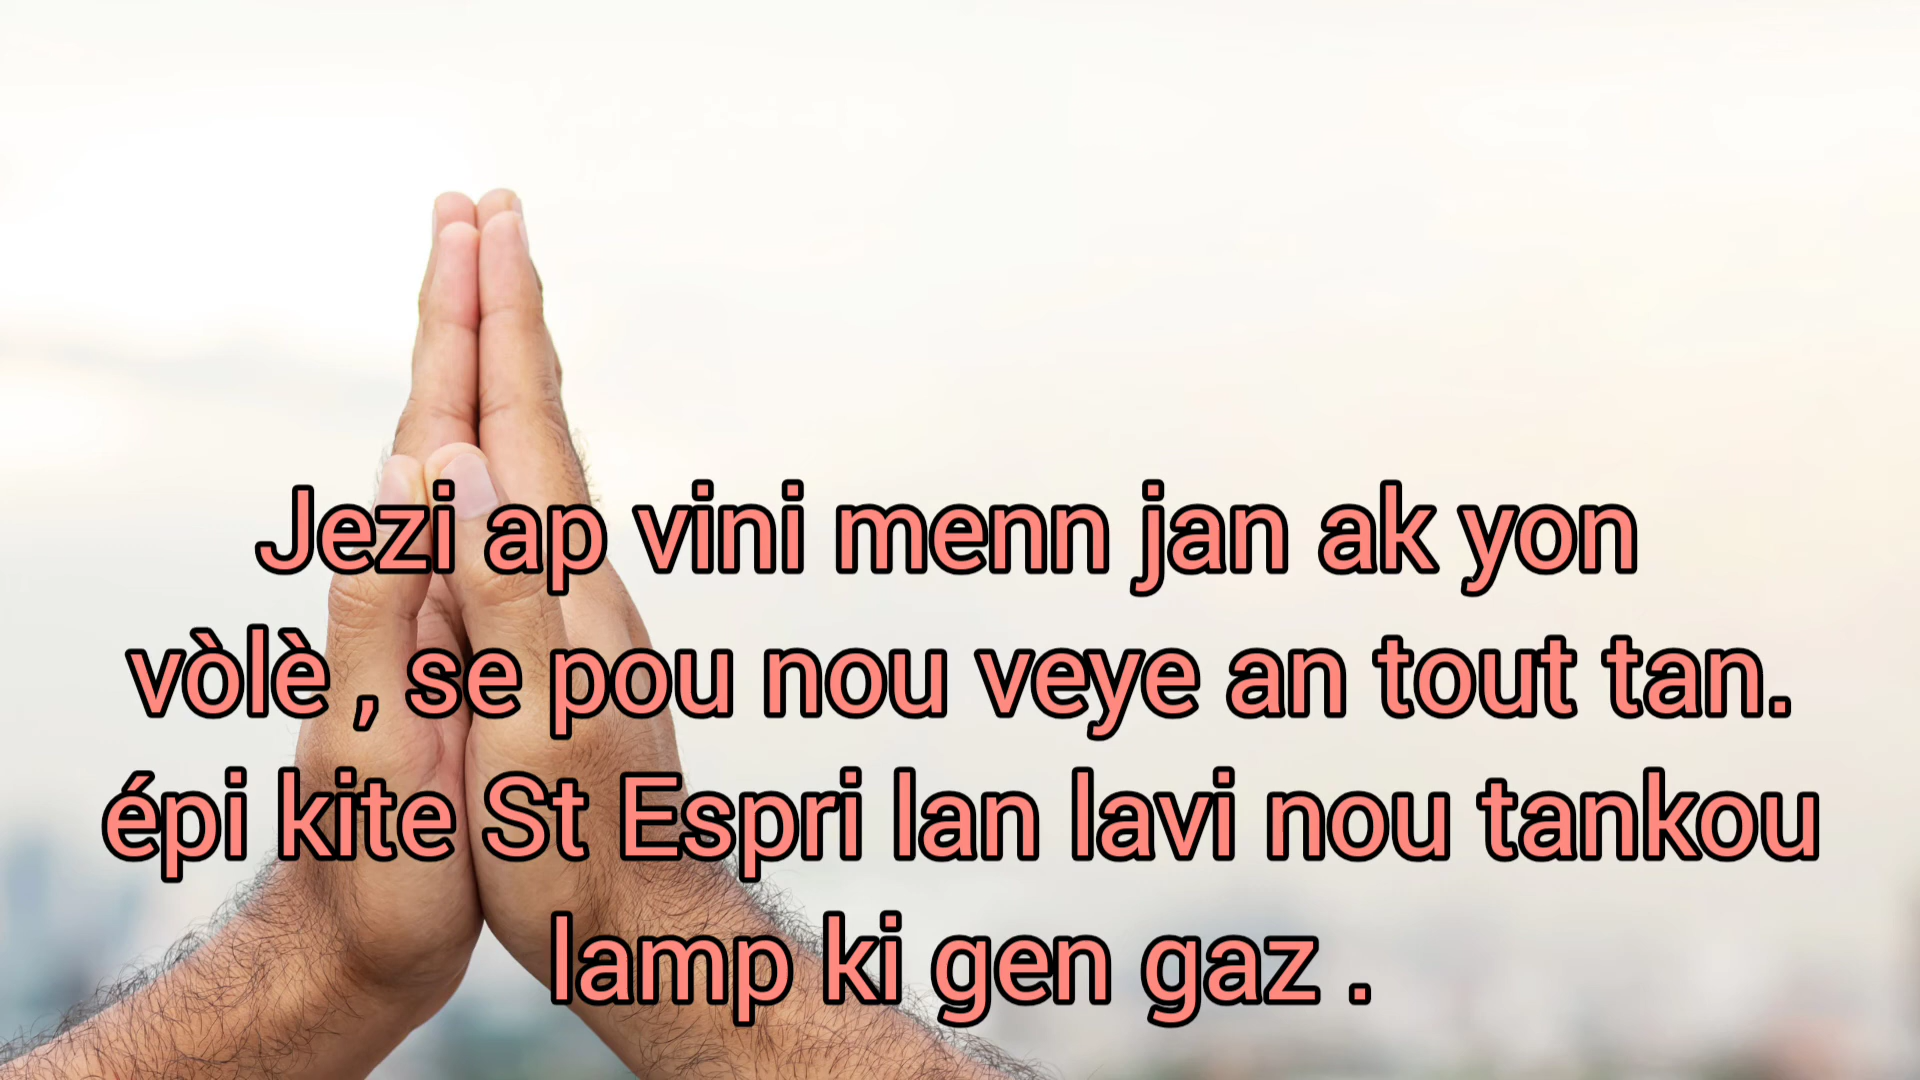 Jezi ap vini menn jan ak yon
vòlè , se pou nou veye an tout tan.
épi kite St Espri lan lavi nou tankou
lamp ki gen gaz .